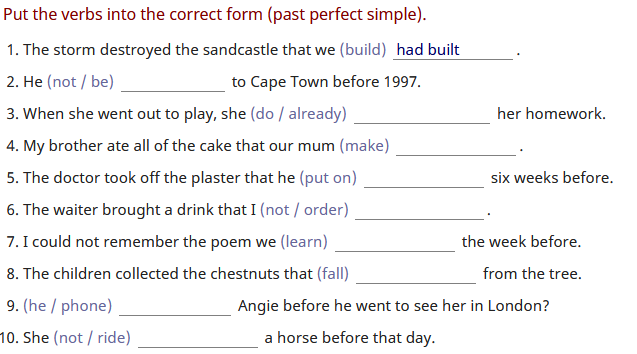 Put the verbs into the correct form (past perfect simple).
1. The storm destroyed the sandcastle that we (build) had built .
2. He (not / be) to Cape Town before 1997.
3. When she went out to play, she (do / already) her homework.
4. My brother ate all of the cake that our mum (make) .
5. The doctor took off the plaster that he (put on) six weeks before.
6. The waiter brought a drink that I (not / order) .
7. I could not remember the poem we (learn) the week before.
8. The children collected the chestnuts that (fall) from the tree.
9. (he / phone) Angie before he went to see her in London?
10. She (not / ride) a horse before that day.